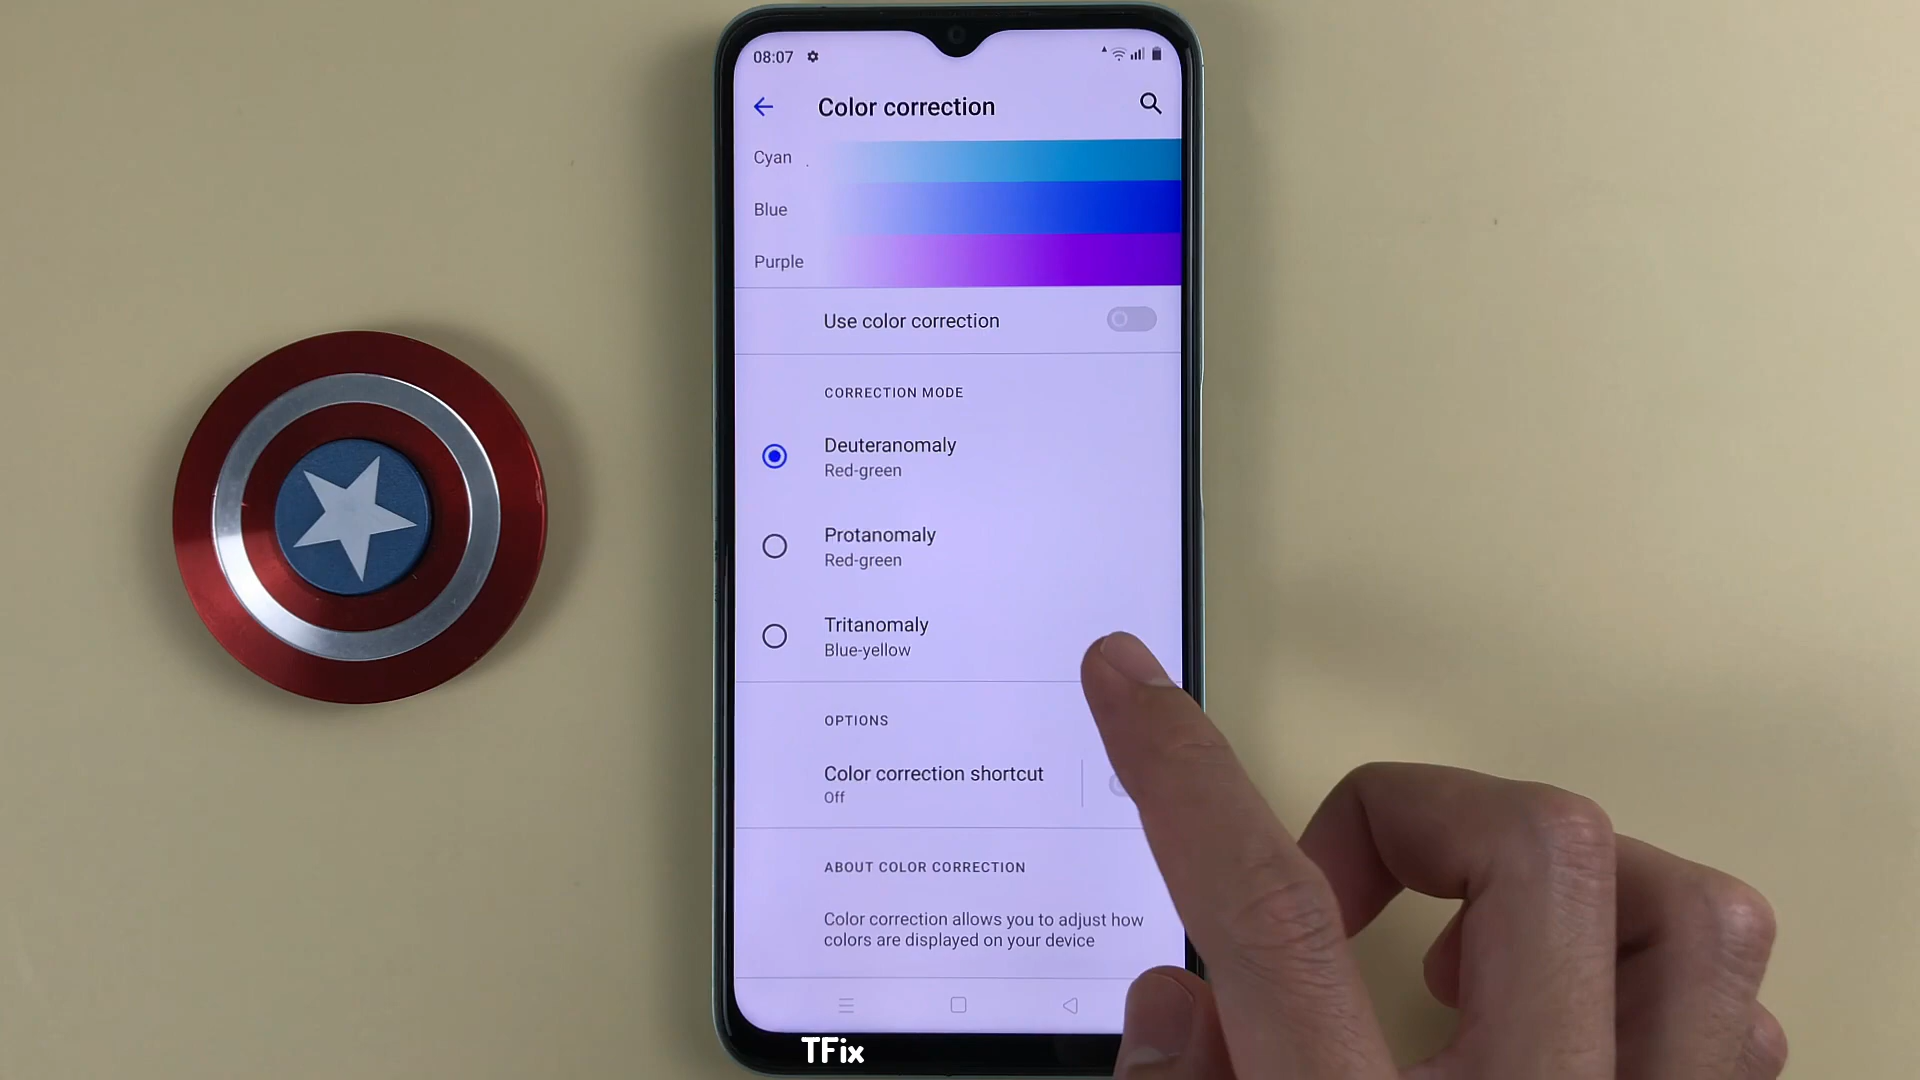 08:07
Color correction
Cyan
Blue
Purple
Use color correction
CORRECTION MODE
Deuteranomaly
Red-green
Protanomaly
Red-green
Tritanomaly
Blue-yellow
OPTIONS
Color correction shortcut
Off
ABOUT COLOR CORRECTION
Color correction allows you to adjust how
colors are displayed on your device
TFix